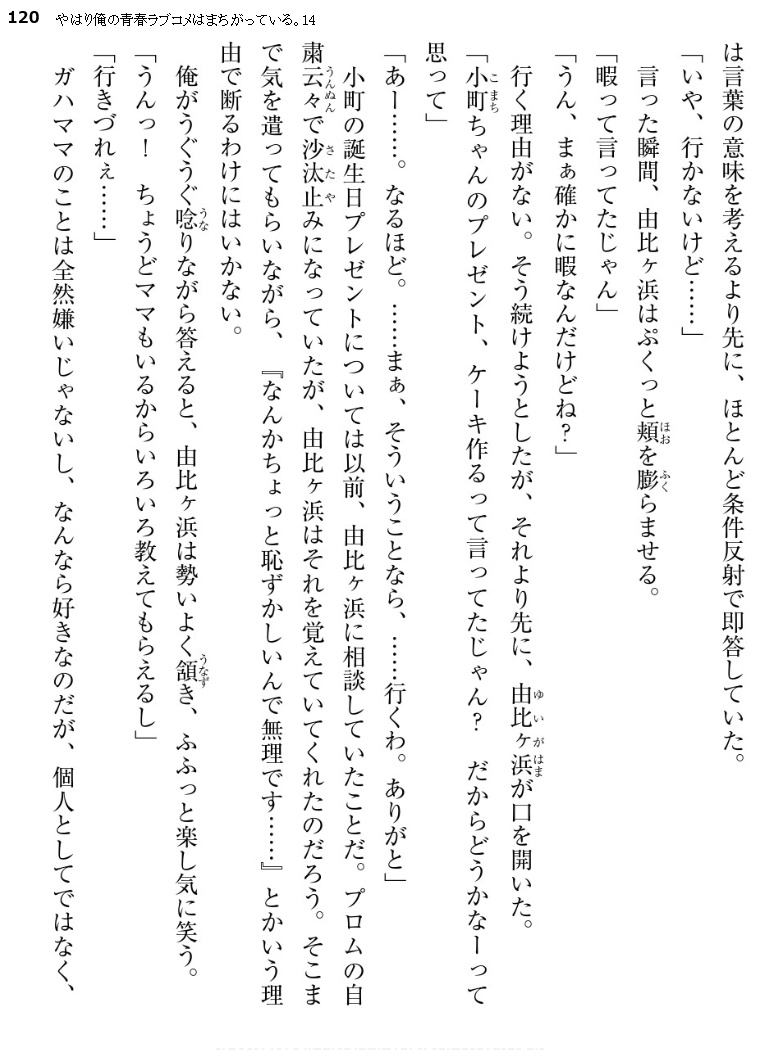 120 やはり俺の青春ラブコメはまちがっている。14
は言葉の意味を考えるより先に、ほとんど条件反射で即答していた。
「いや、行かないけど……」
言った瞬間、由比ヶ浜はぷくっと頬を膨らませる。
「暇って言ってたじゃん」
「うん、まぁ確かに暇なんだけどね？」
行く理由がない。そう続けようとしたが、それより先に、由比ヶ浜が口を開いた。
「小町ちゃんのプレゼント、ケーキ作るって言ってたじゃん？　だからどうかなーって
思って」
「あー……。なるほど。……まぁ、そういうことなら、……行くわ。ありがと」
小町の誕生日プレゼントについては以前、由比ヶ浜に相談していたことだ。プロムの自
粛云々で沙汰止みになっていたが、由比ヶ浜はそれを覚えていてくれたのだろう。そこま
で気を遣ってもらいながら、『なんかちょっと恥ずかしいんで無理です……』とかいう理
由で断るわけにはいかない。
俺がうぐうぐ唸りながら答えると、由比ヶ浜は勢いよく頷き、ふふっと楽し気に笑う。
「うんっ！　ちょうどママもいるからいろいろ教えてもらえるし」
「行きづれぇ……」
ガハママのことは全然嫌いじゃないし、なんなら好きなのだが、個人としてではなく、